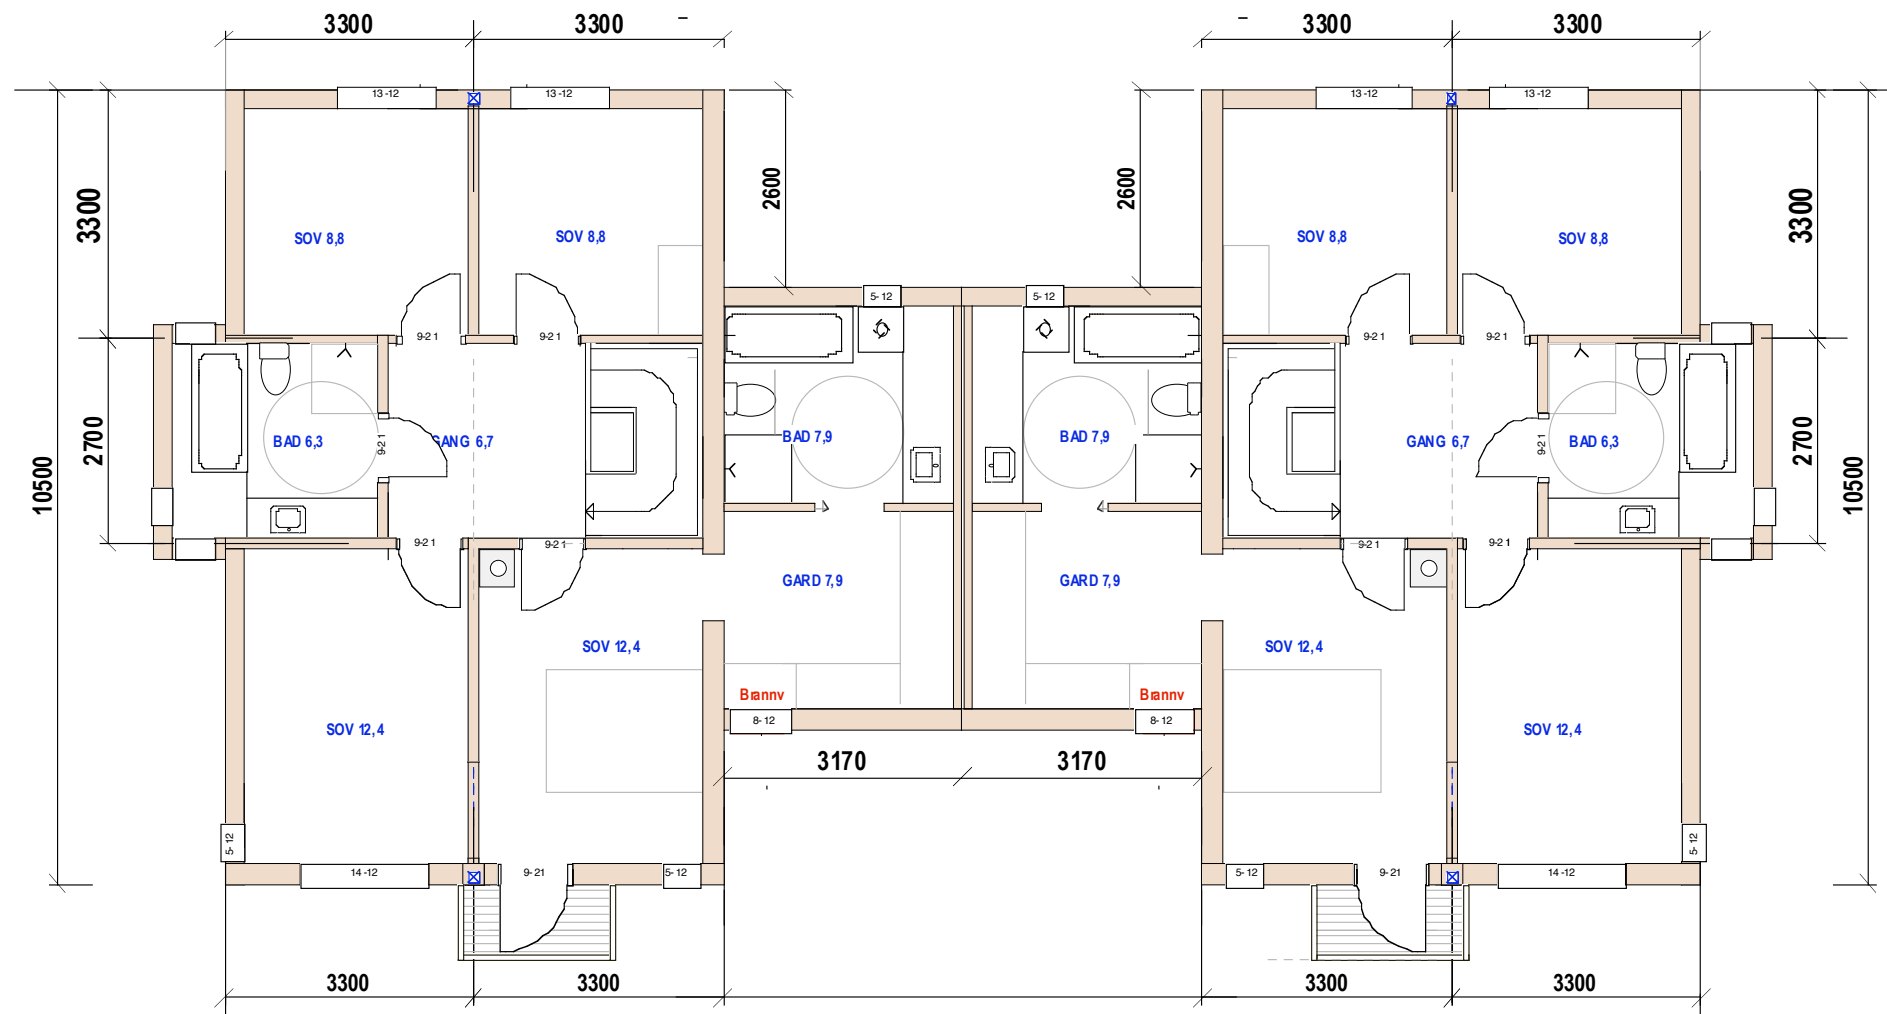 3300 3300 3300 3300
13-12 13-12 13-12 13-12
2600 2600
3300 3300
SOV 8,8 SOV 8,8 SOV 8,8 SOV 8,8
5-12 5-12
9-21 9-21 9-21 9-21
2700 BAD 6,3 9-21 GANG 6,7 BAD 7,9 BAD 7,9 GANG 6,7 9-21 BAD 6,3 2700
10500 10500
9-21 9-21 9-21 9-21
GARD 7,9 GARD 7,9
SOV 12,4 SOV 12,4
Brannv Brannv
8-12 8-12
SOV 12,4 SOV 12,4
3170 3170
5-12 5-12
14-12 9-21 5-12 5-12 9-21 14-12
3300 3300 3300 3300